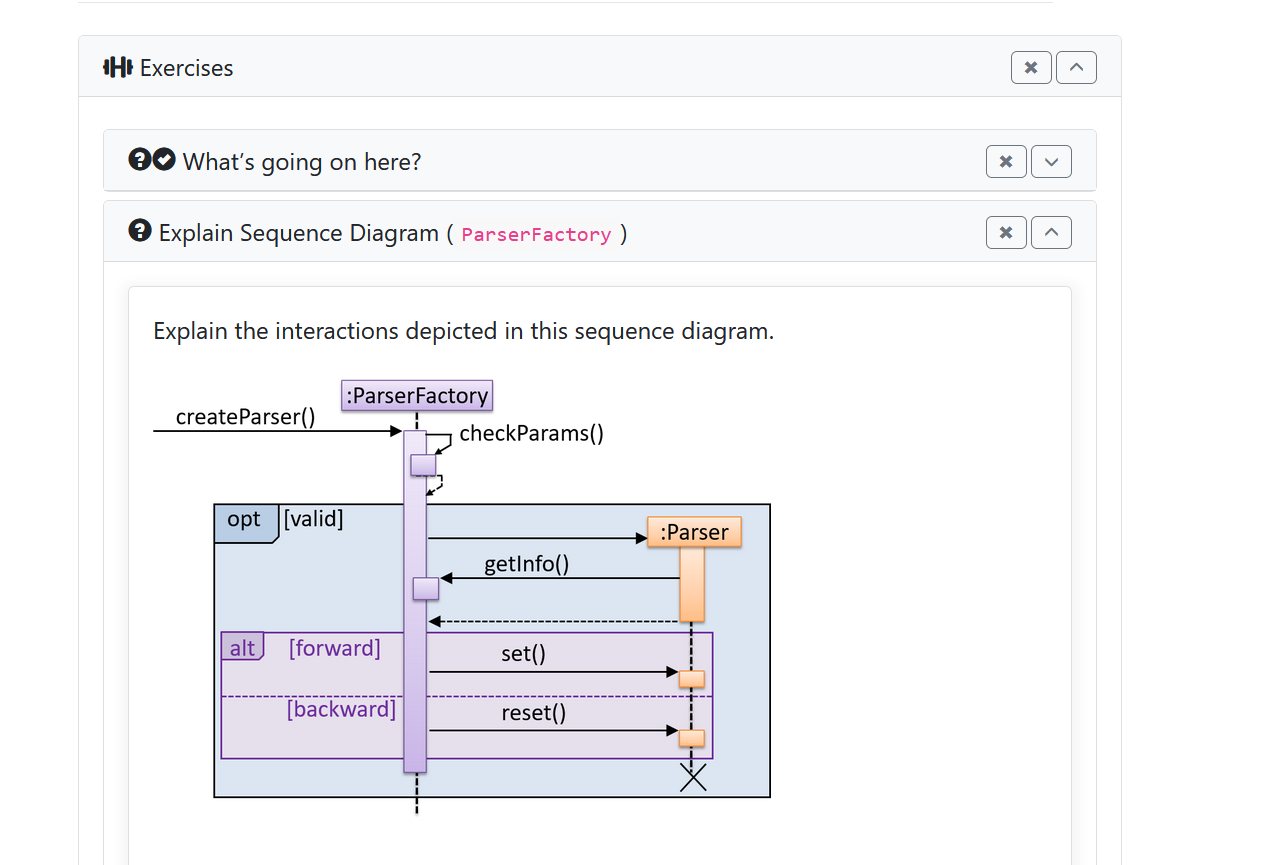 Exercises
What’s going on here?
Explain Sequence Diagram ( ParserFactory )
Explain the interactions depicted in this sequence diagram.
:ParserFactory
createParser()
checkParams()
opt [valid]
:Parser
getInfo()
alt [forward]
set()
[backward]
reset()